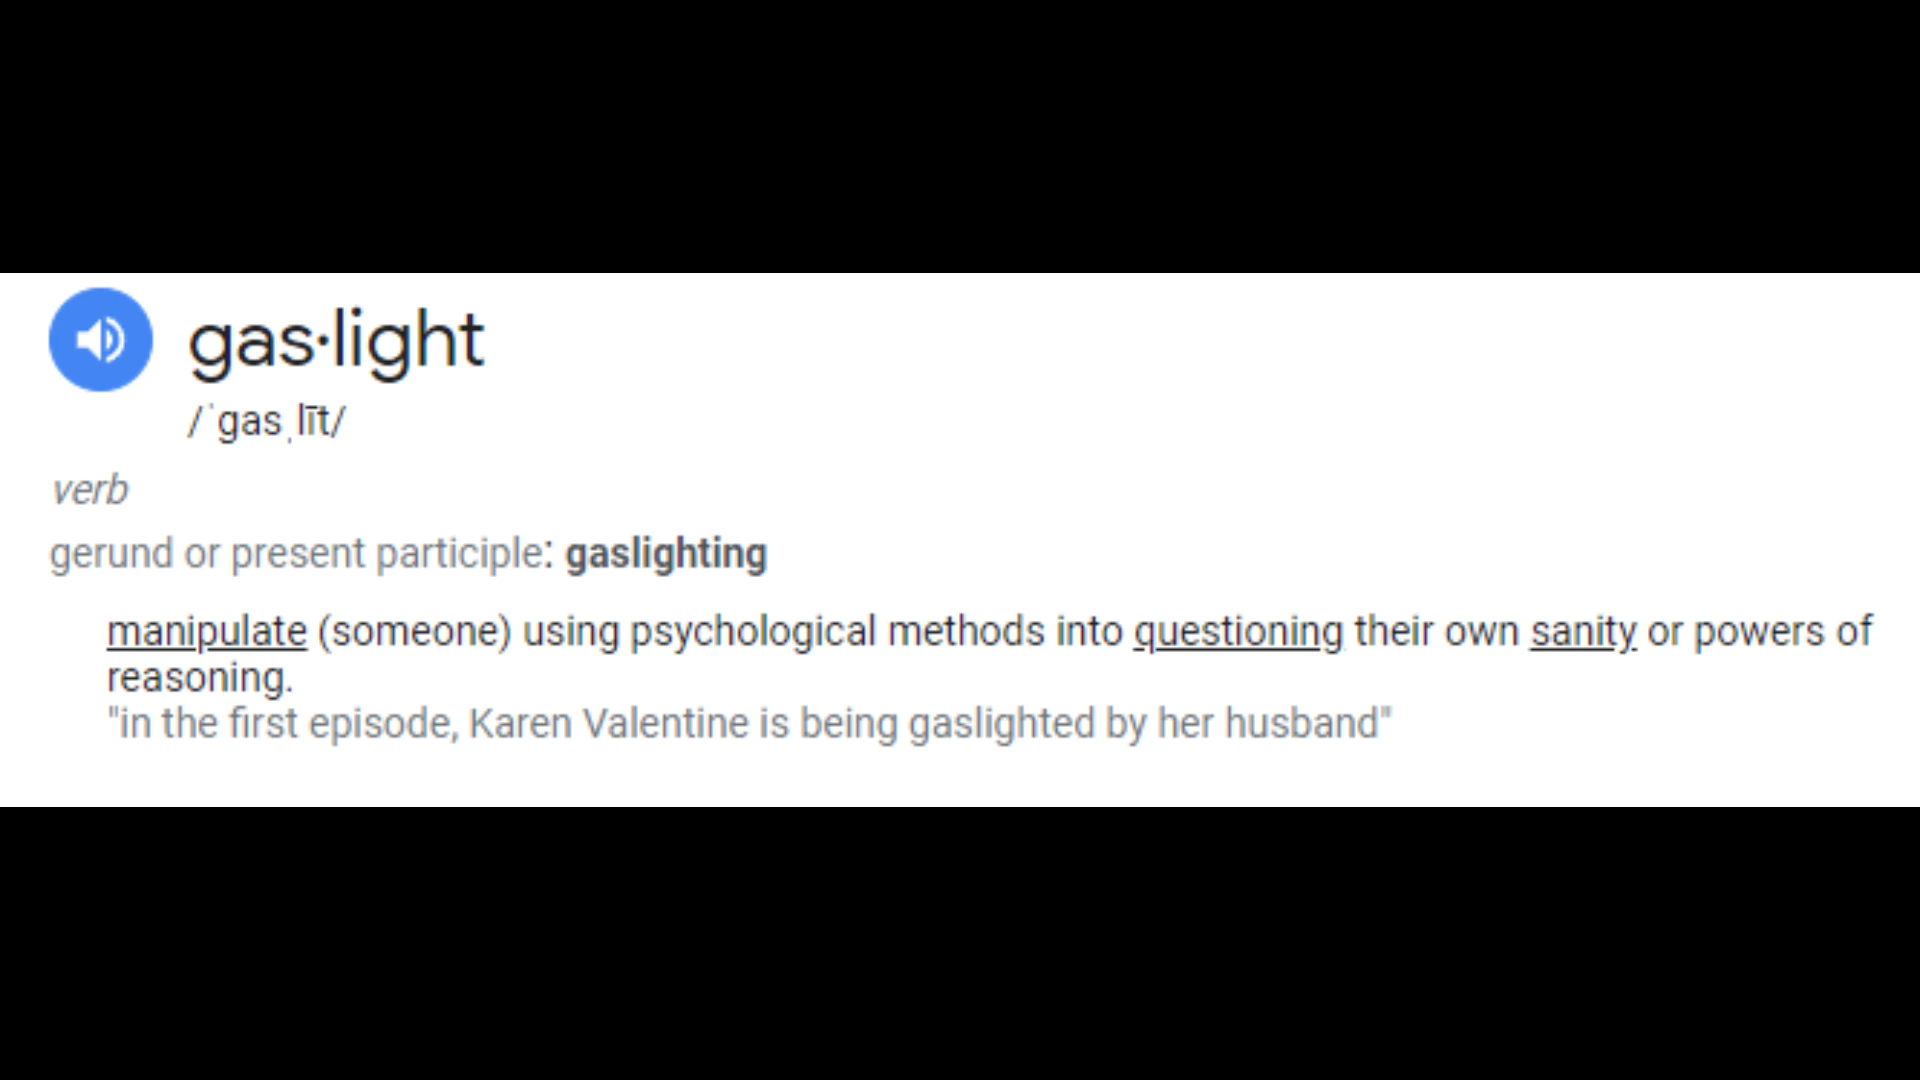 gas·light
/ˈgasˌlīt/
verb
gerund or present participle: gaslighting
manipulate (someone) using psychological methods into questioning their own sanity or powers of
reasoning.
"in the first episode, Karen Valentine is being gaslighted by her husband"